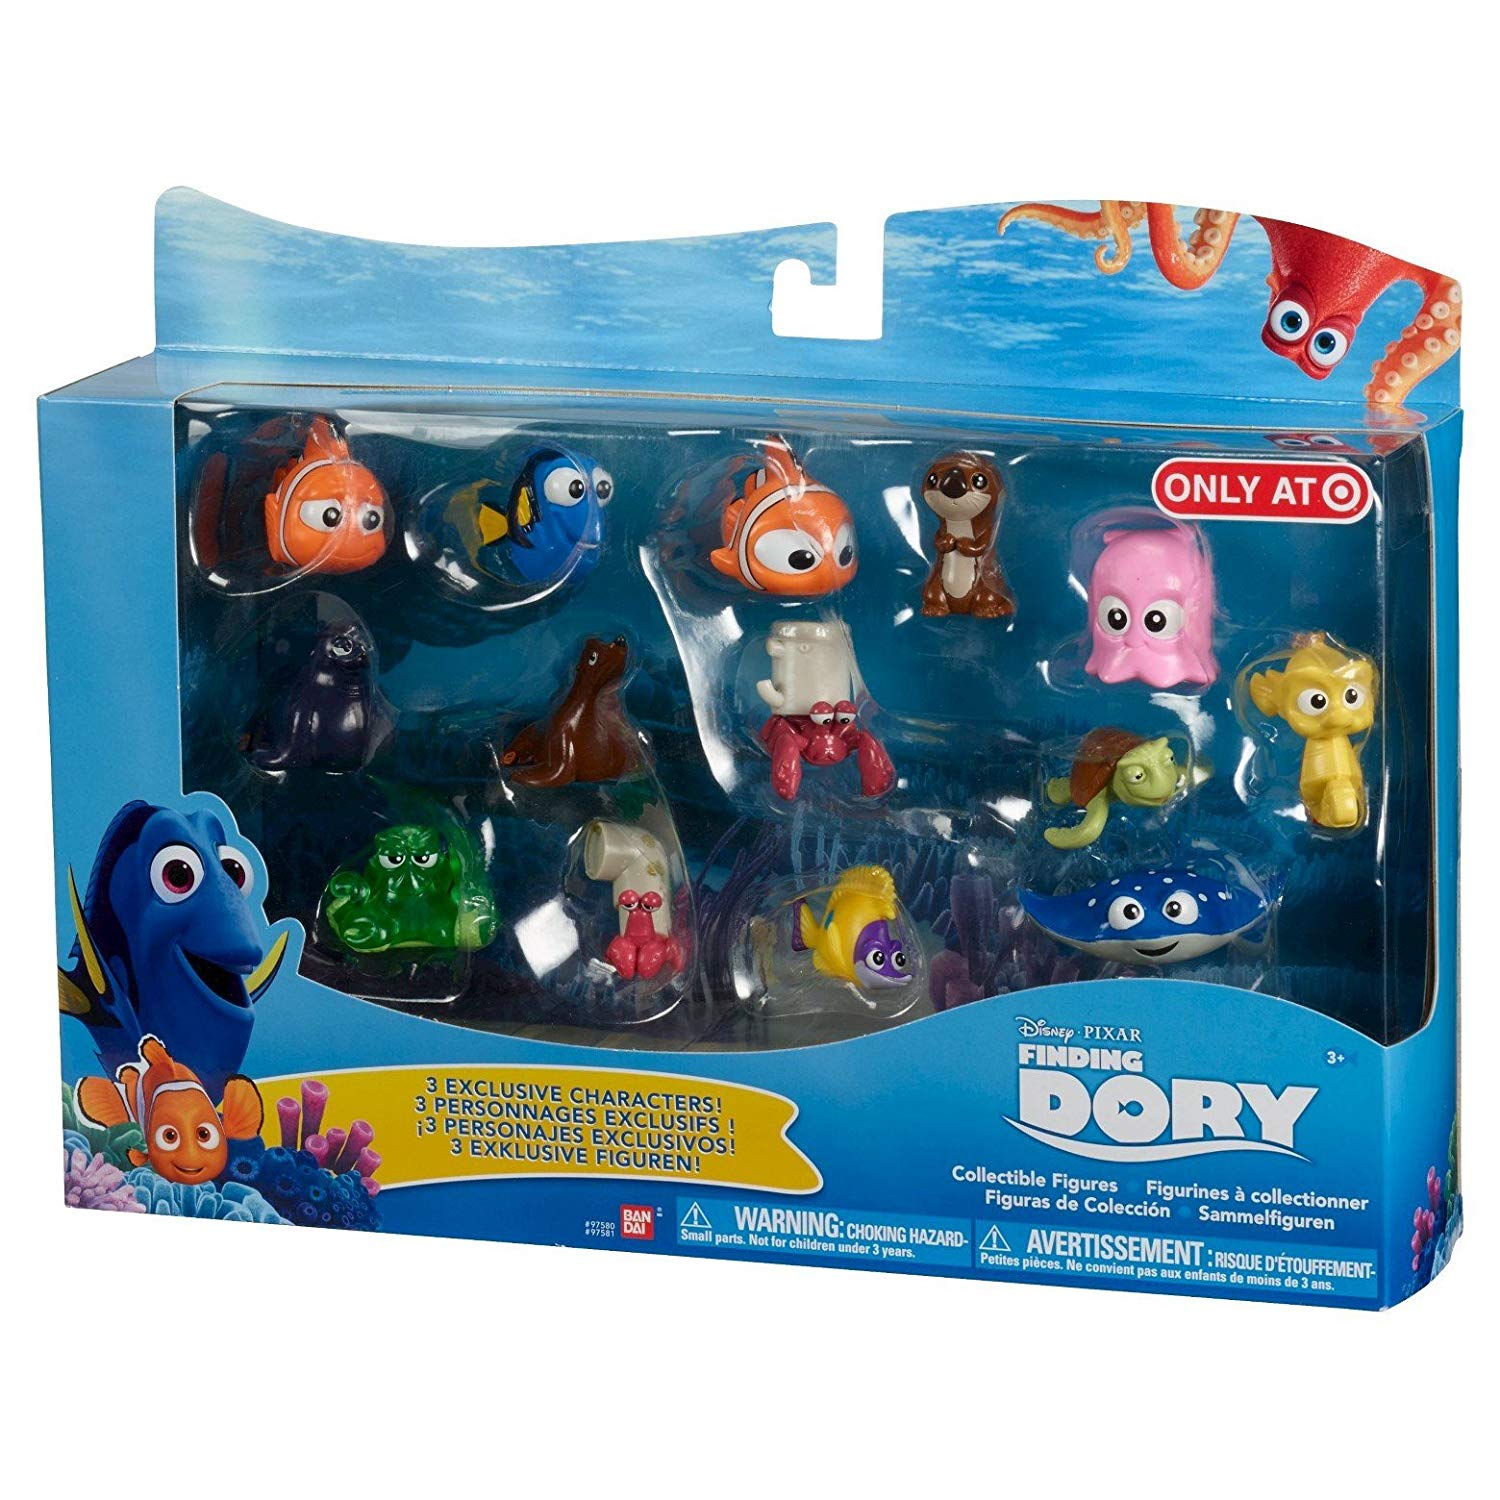 ONLY AT
3 EXCLUSIVE CHARACTERS!
3 PERSONNAGES EXCLUSIFS !
¡3 PERSONAJES EXCLUSIVOS!
3 EXKLUSIVE FIGUREN!
Disney · PIXAR
FINDING
DORY
3+
Collectible Figures Figurines à collectionner
Figuras de Colección Sammelfiguren
#97580
#97581
BAN
DAI
®
WARNING: CHOKING HAZARD-
Small parts. Not for children under 3 years.
AVERTISSEMENT : RISQUE D'ÉTOUFFEMENT-
Petites pièces. Ne convient pas aux enfants de moins de 3 ans.